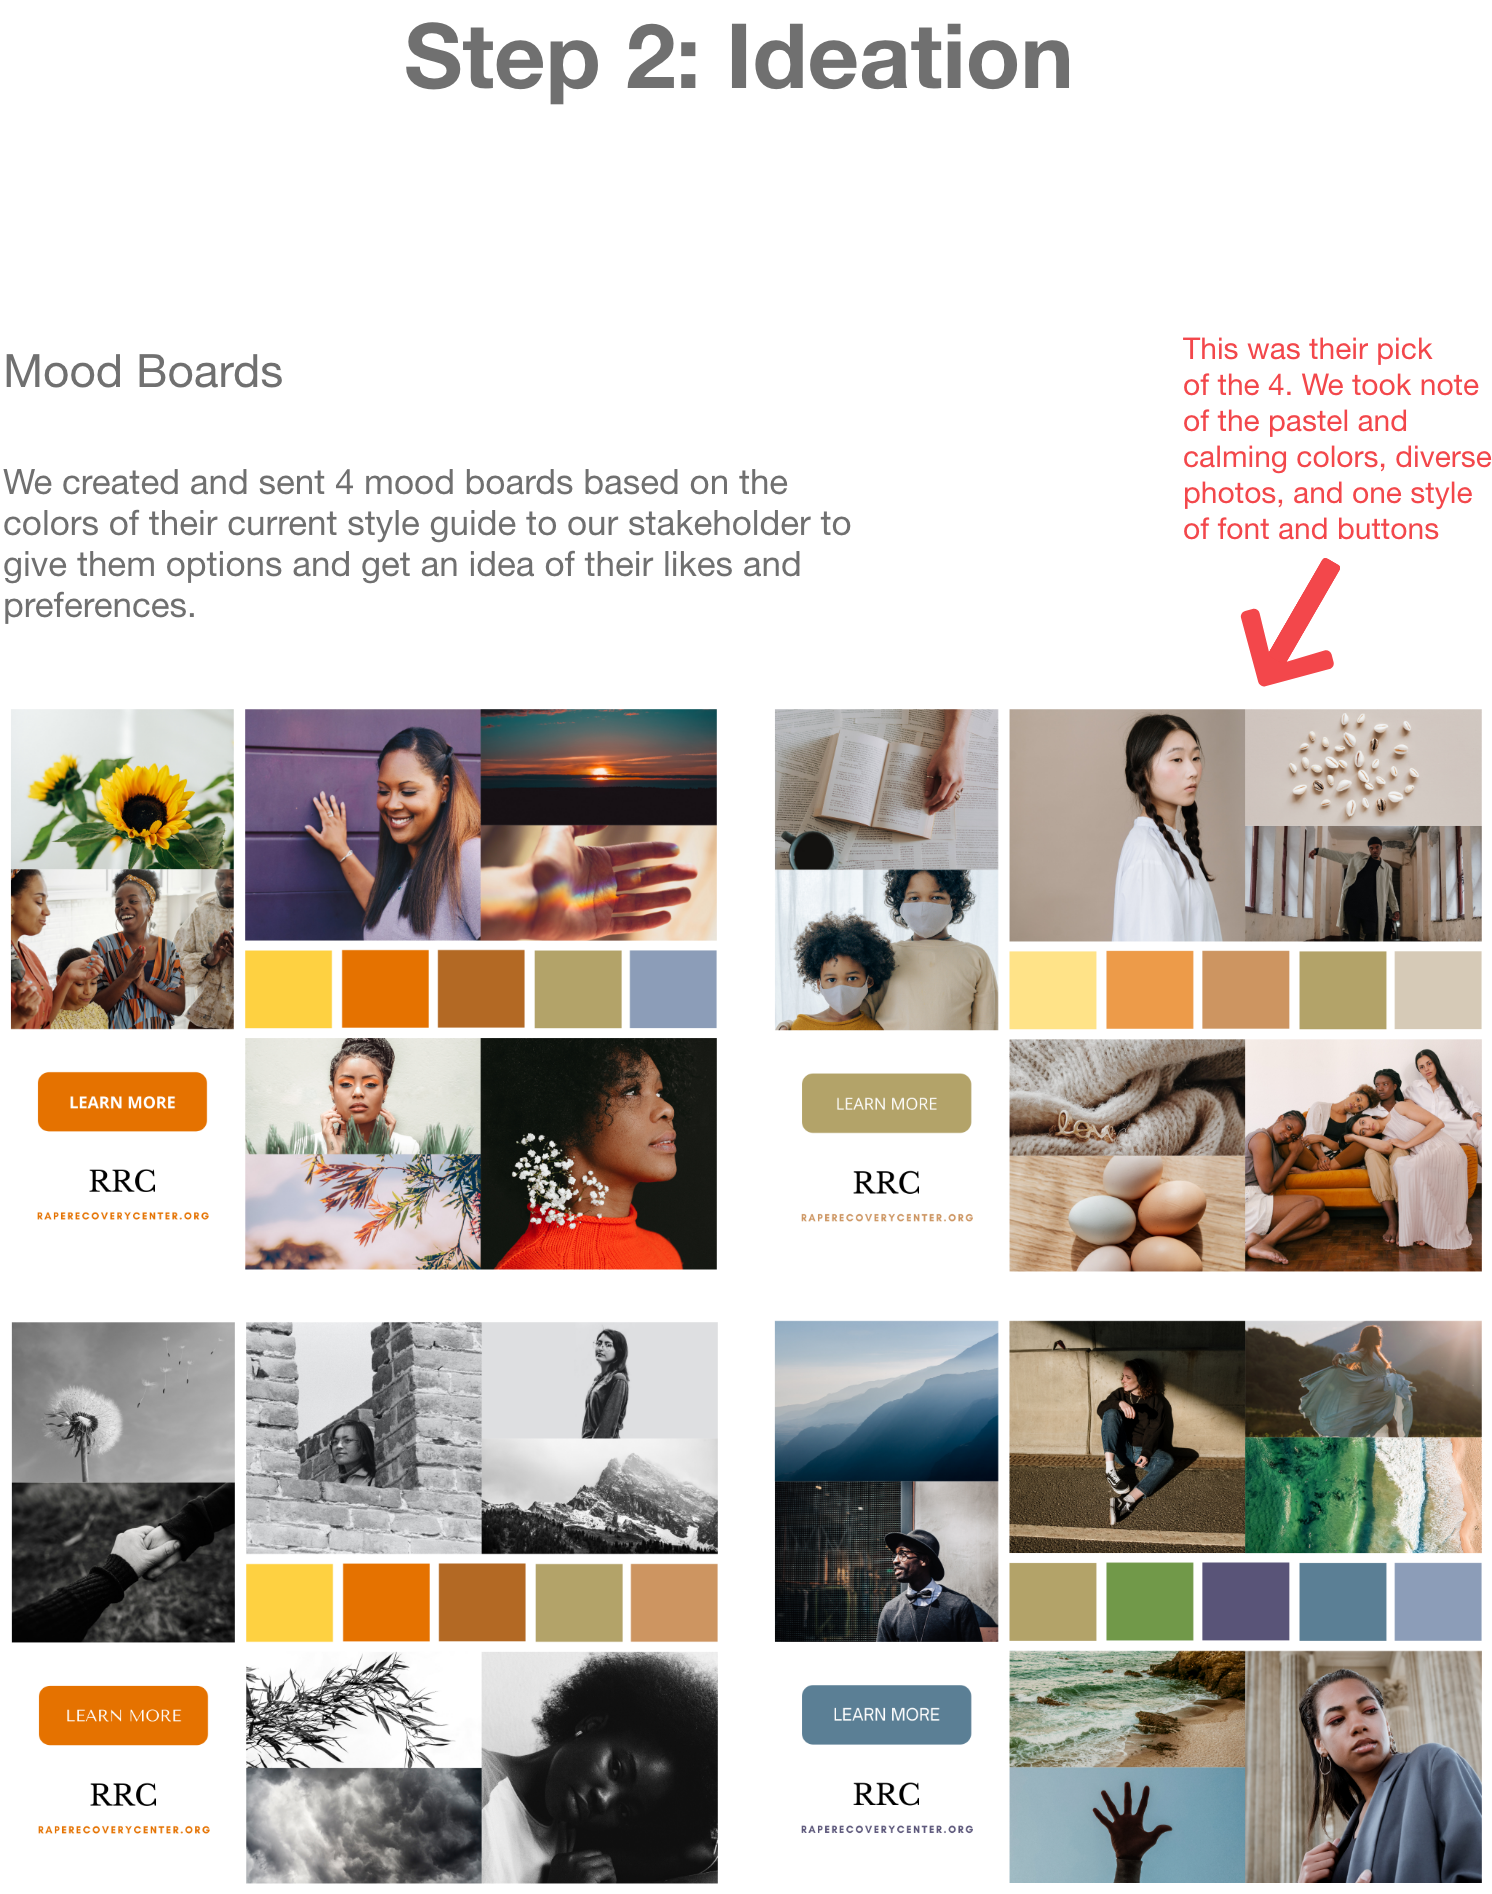 Step 2: Ideation
Mood Boards
We created and sent 4 mood boards based on the
colors of their current style guide to our stakeholder to
give them options and get an idea of their likes and
preferences.
This was their pick
of the 4. We took note
of the pastel and
calming colors, diverse
photos, and one style
of font and buttons
LEARN MORE
RRC
RAPERECOVERYCENTER.ORG
love
LEARN MORE
RRC
RAPERECOVERYCENTER.ORG
LEARN MORE
RRC
RAPERECOVERYCENTER.ORG
LEARN MORE
RRC
RAPERECOVERYCENTER.ORG